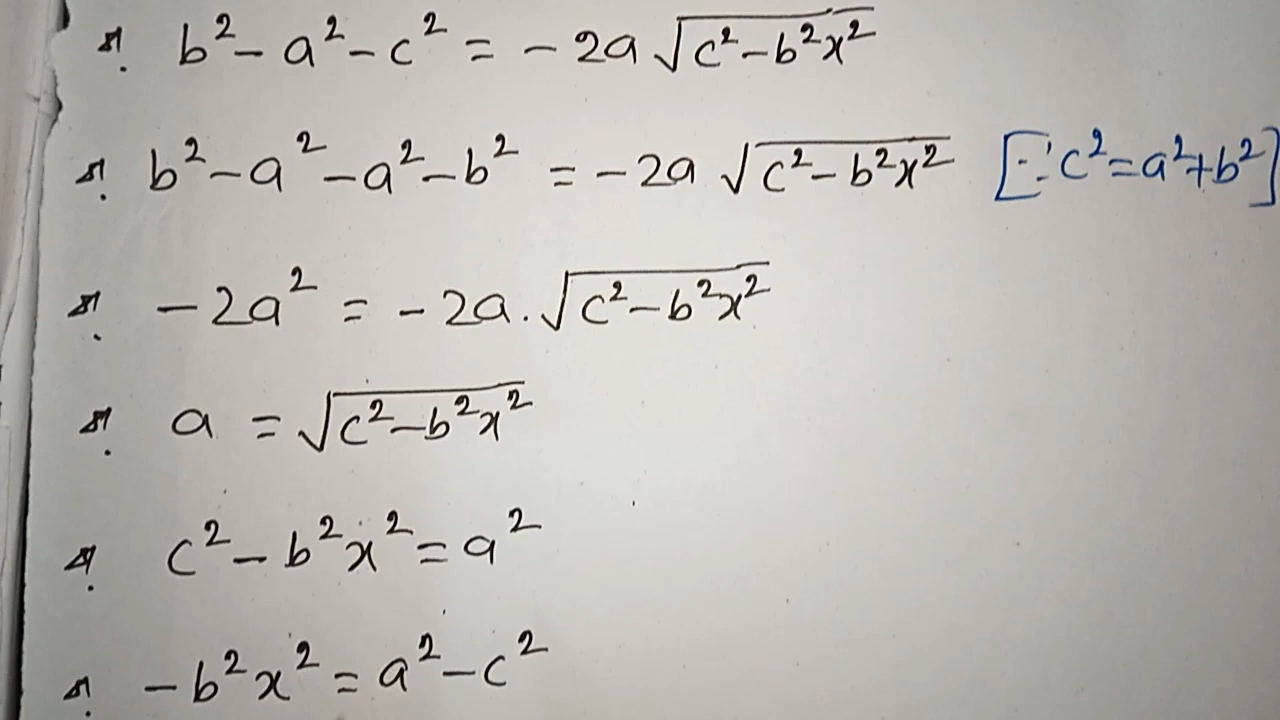 বা, b² - a² - c² = - 2a √(c² - b²x²)
বা, b² - a² - a² - b² = - 2a √(c² - b²x²) [∵ c² = a² + b²]
বা, - 2a² = - 2a . √(c² - b²x²)
বা, a = √(c² - b²x²)
বা, c² - b²x² = a²
বা, - b²x² = a² - c²